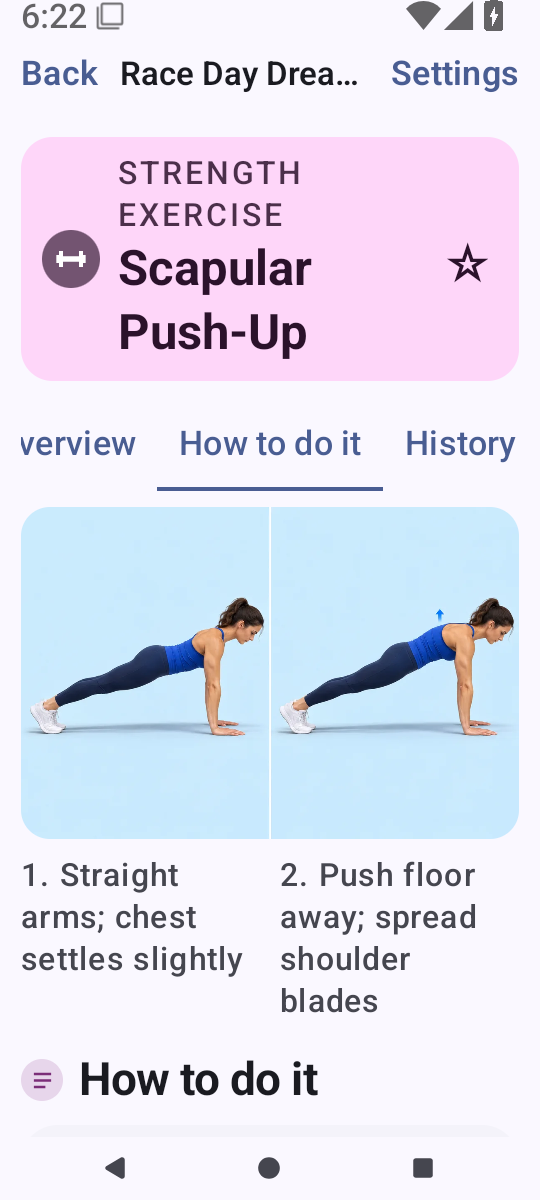 6:22
Back Race Day Drea... Settings
STRENGTH
EXERCISE
Scapular
Push-Up
verview How to do it History
1. Straight
arms; chest
settles slightly
2. Push floor
away; spread
shoulder
blades
How to do it